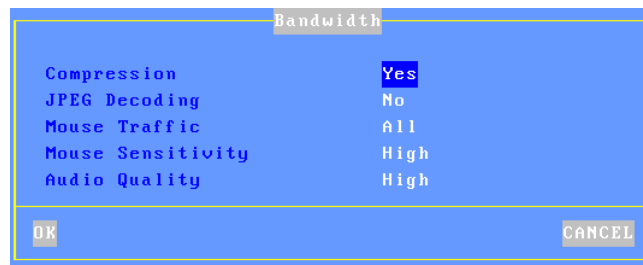 Bandwidth
Compression Yes
JPEG Decoding No
Mouse Traffic All
Mouse Sensitivity High
Audio Quality High
OK CANCEL